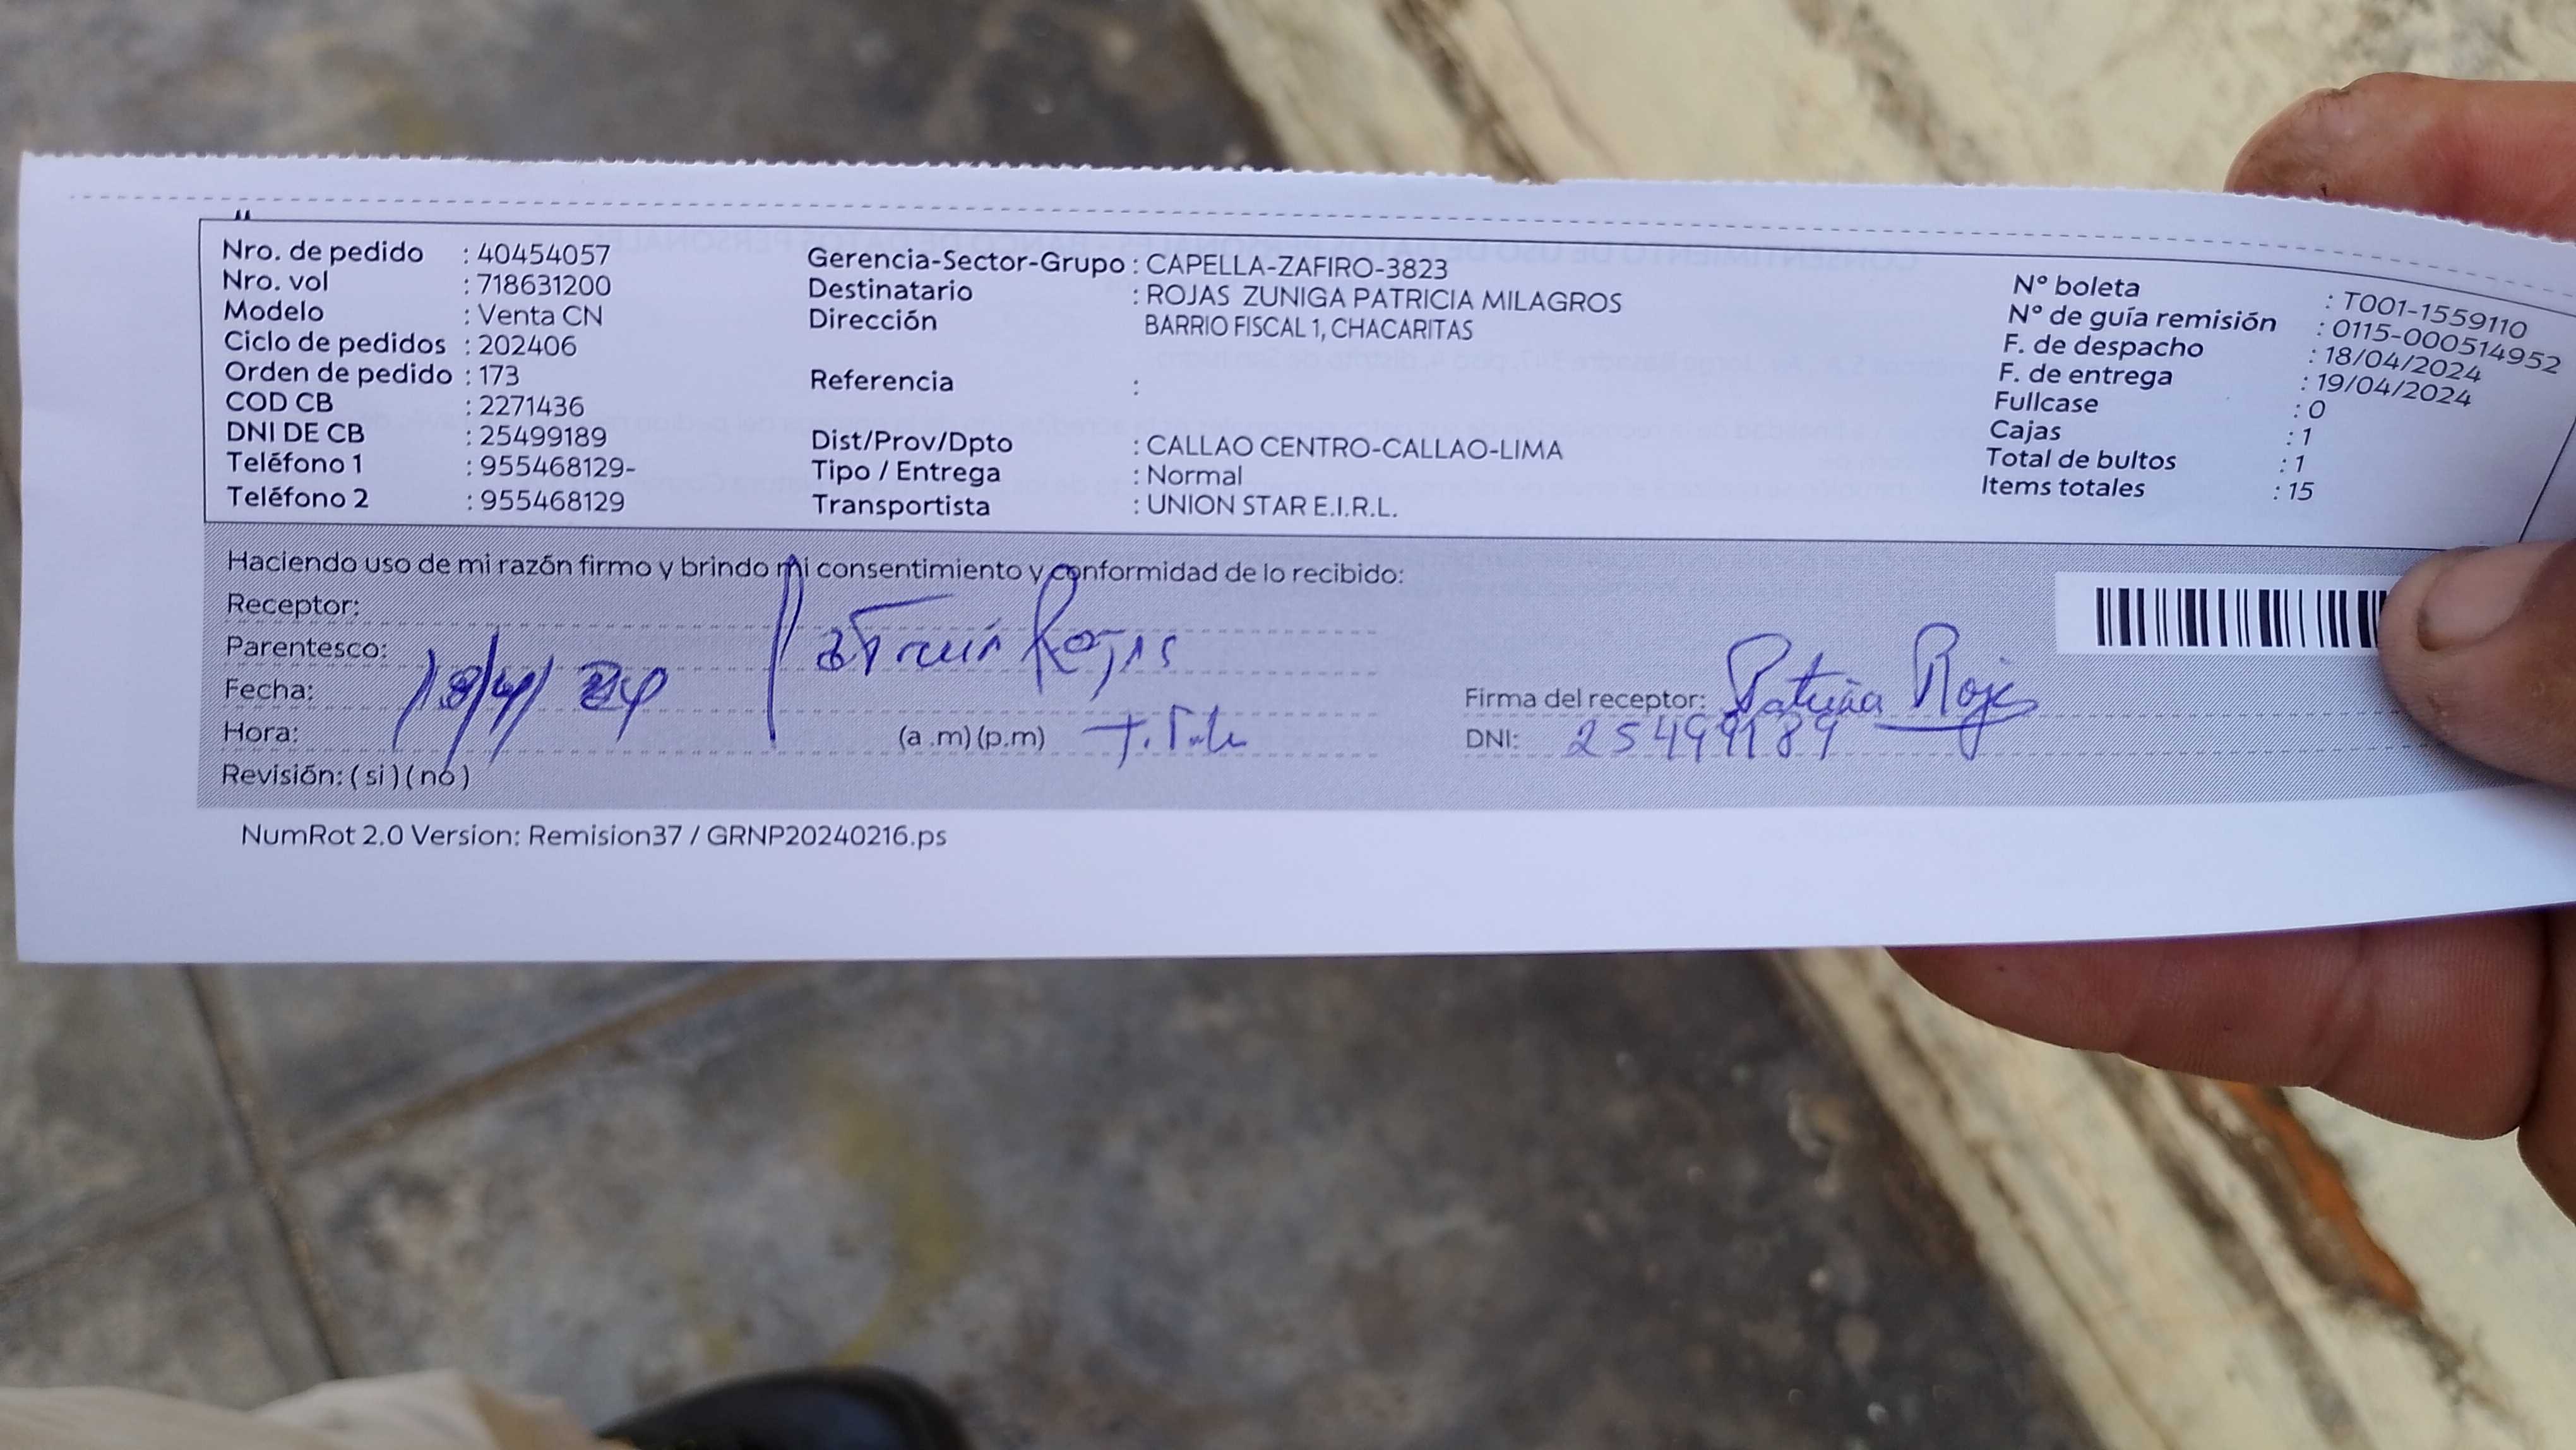 Nro. de pedido : 40454057
Nro. vol : 718631200
Modelo : Venta CN
Ciclo de pedidos : 202406
Orden de pedido : 173
COD CB : 2271436
DNI DE CB : 25499189
Teléfono 1 : 955468129-
Teléfono 2 : 955468129
Gerencia-Sector-Grupo : CAPELLA-ZAFIRO-3823
Destinatario : ROJAS ZUNIGA PATRICIA MILAGROS
Dirección BARRIO FISCAL 1, CHACARITAS
Referencia :
Dist/Prov/Dpto : CALLAO CENTRO-CALLAO-LIMA
Tipo / Entrega : Normal
Transportista : UNION STAR E.I.R.L.
N° boleta : T001-1559110
N° de guía remisión : 0115-000514952
F. de despacho : 18/04/2024
F. de entrega : 19/04/2024
Fullcase : 0
Cajas : 1
Total de bultos : 1
Items totales : 15
Haciendo uso de mi razón firmo y brindo mi consentimiento y conformidad de lo recibido:
Receptor: Patricia Rojas
Parentesco:
Fecha:
Hora: (a .m) (p.m)
Revisión: ( si ) ( no )
Firma del receptor: Patricia Rojas
DNI: 25499189
NumRot 2.0 Version: Remision37 / GRNP20240216.ps